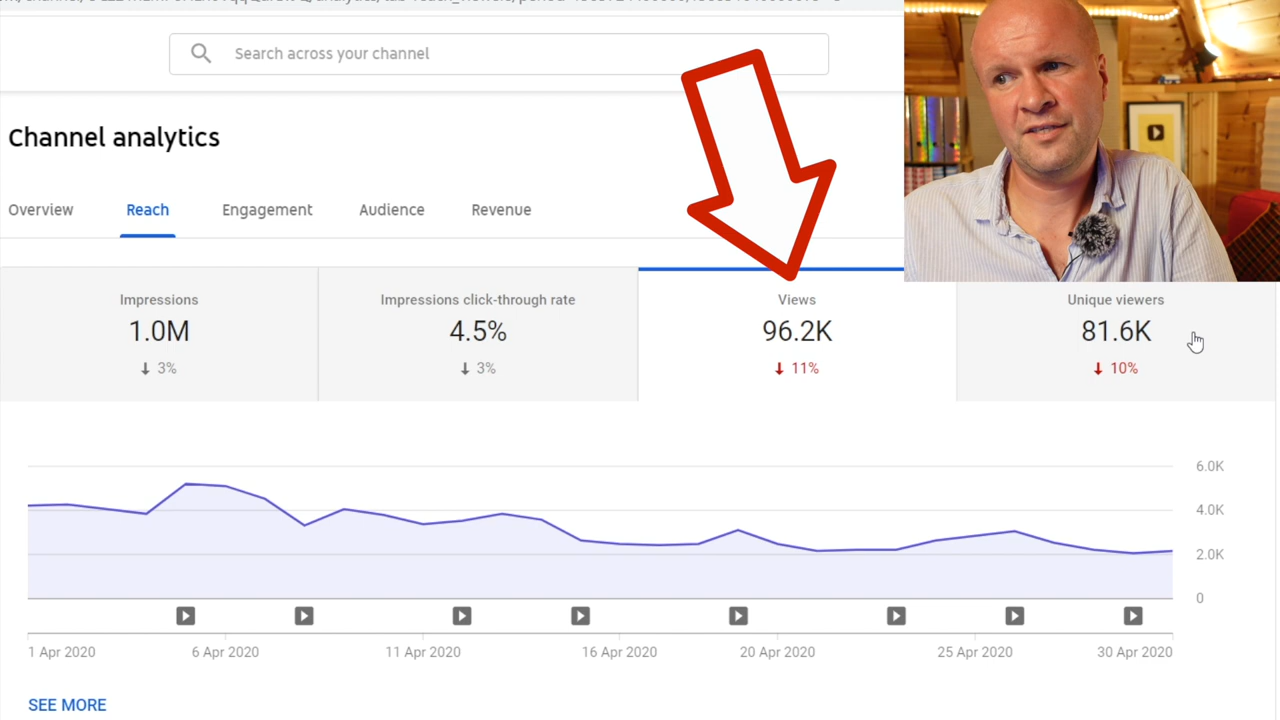 Search across your channel
Channel analytics
Overview Reach Engagement Audience Revenue
Impressions Impressions click-through rate Views Unique viewers
1.0M 4.5% 96.2K 81.6K
3% 3% 11% 10%
6.0K
4.0K
2.0K
0
1 Apr 2020 6 Apr 2020 11 Apr 2020 16 Apr 2020 20 Apr 2020 25 Apr 2020 30 Apr 2020
SEE MORE